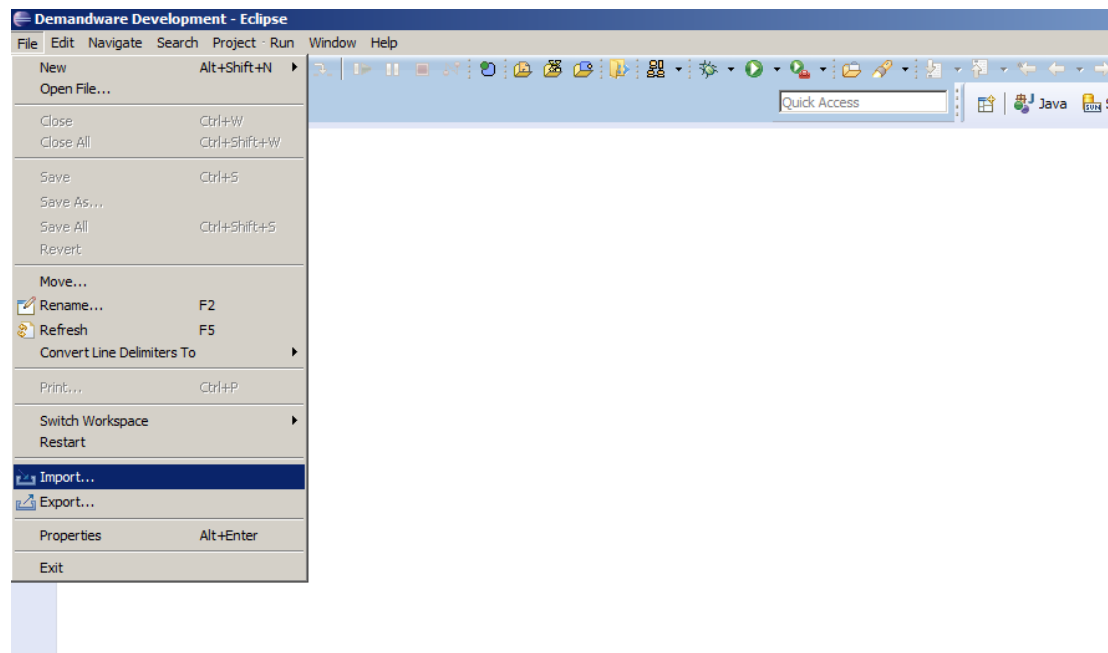 Demandware Development - Eclipse
File Edit Navigate Search Project Run Window Help
New Alt+Shift+N
Open File...
Quick Access
Java
Close Ctrl+W
Close All Ctrl+Shift+W
Save Ctrl+S
Save As...
Save All Ctrl+Shift+S
Revert
Move...
Rename... F2
Refresh F5
Convert Line Delimiters To
Print... Ctrl+P
Switch Workspace
Restart
Import...
Export...
Properties Alt+Enter
Exit